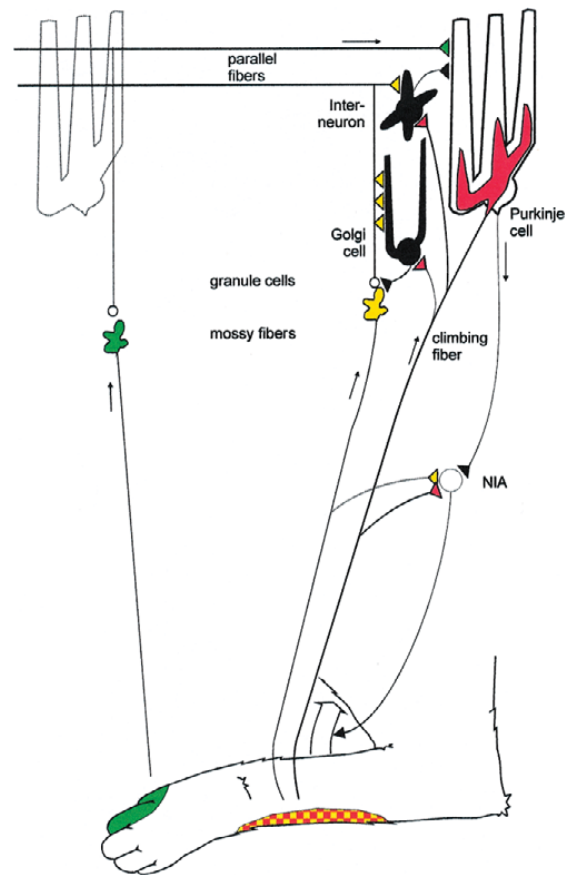 parallel
fibers
Inter-
neuron
Purkinje
cell
Golgi
cell
granule cells
mossy fibers
climbing
fiber
NIA